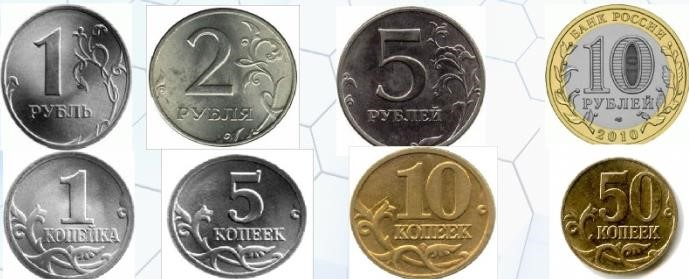 1
РУБЛЬ
2
РУБЛЯ
5
РУБЛЕЙ
БАНК РОССИИ
10
РУБЛЕЙ
2010
1
КОПЕЙКА
5
КОПЕЕК
10
КОПЕЕК
50
КОПЕЕК